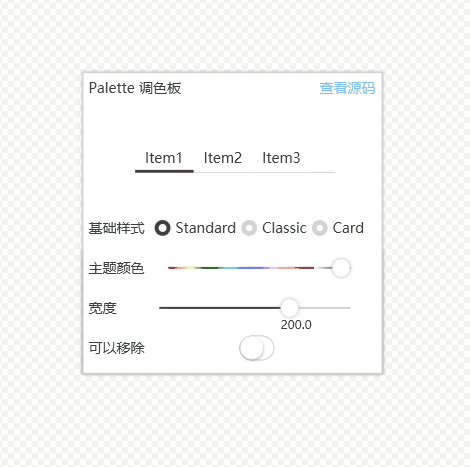 Palette 调色板 查看源码
Item1 Item2 Item3
基础样式 Standard Classic Card
主题颜色
宽度
200.0
可以移除